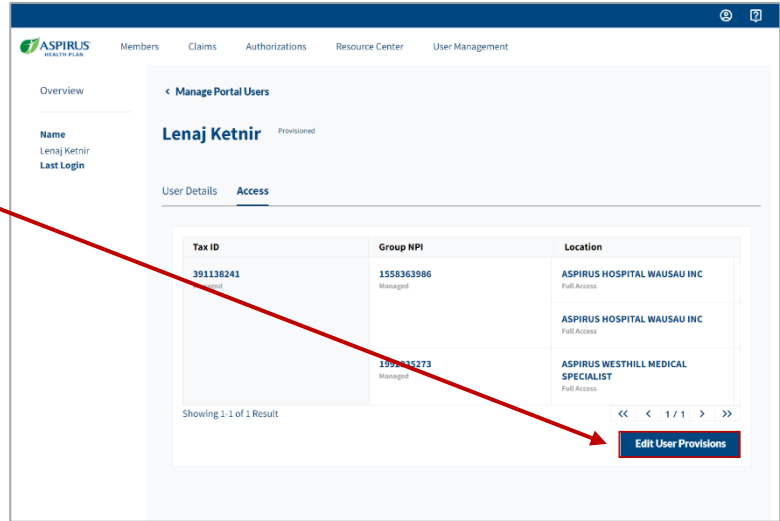 ASPIRUS
HEALTH PLAN
Members Claims Authorizations Resource Center User Management
Overview
< Manage Portal Users
Name
Lenaj Ketnir
Last Login
Lenaj Ketnir Provisioned
User Details Access
Tax ID Group NPI Location
391138241 1558363986 ASPIRUS HOSPITAL WAUSAU INC
Managed Managed Full Access
ASPIRUS HOSPITAL WAUSAU INC
Full Access
ASPIRUS WESTHILL MEDICAL
Managed SPECIALIST
Full Access
Showing 1-1 of 1 Result << < 1 / 1 > >>
Edit User Provisions